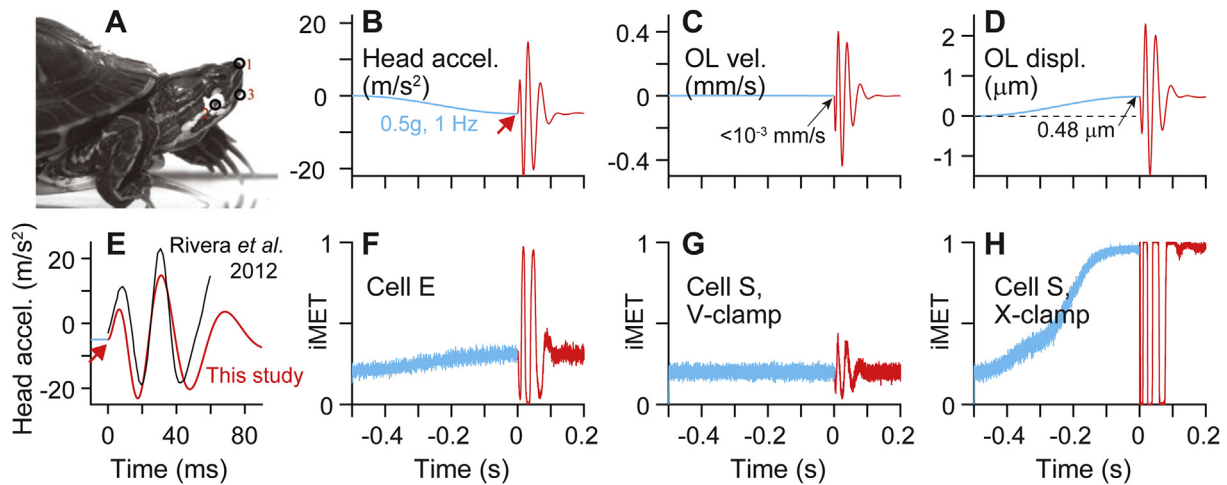 A
1
2
3
B
Head accel.
(m/s²)
20
0
-20
0.5g, 1 Hz
C
OL vel.
(mm/s)
0.4
0
-0.4
<10⁻³ mm/s
D
OL displ.
(μm)
2
1
0
-1
0.48 μm
E
Rivera et al.
2012
This study
Head accel. (m/s²)
20
0
-20
0 40 80
Time (ms)
F
Cell E
iMET
1
0
-0.4 -0.2 0 0.2
Time (s)
G
Cell S,
V-clamp
iMET
1
0
-0.4 -0.2 0 0.2
Time (s)
H
Cell S,
X-clamp
iMET
1
0
-0.4 -0.2 0 0.2
Time (s)